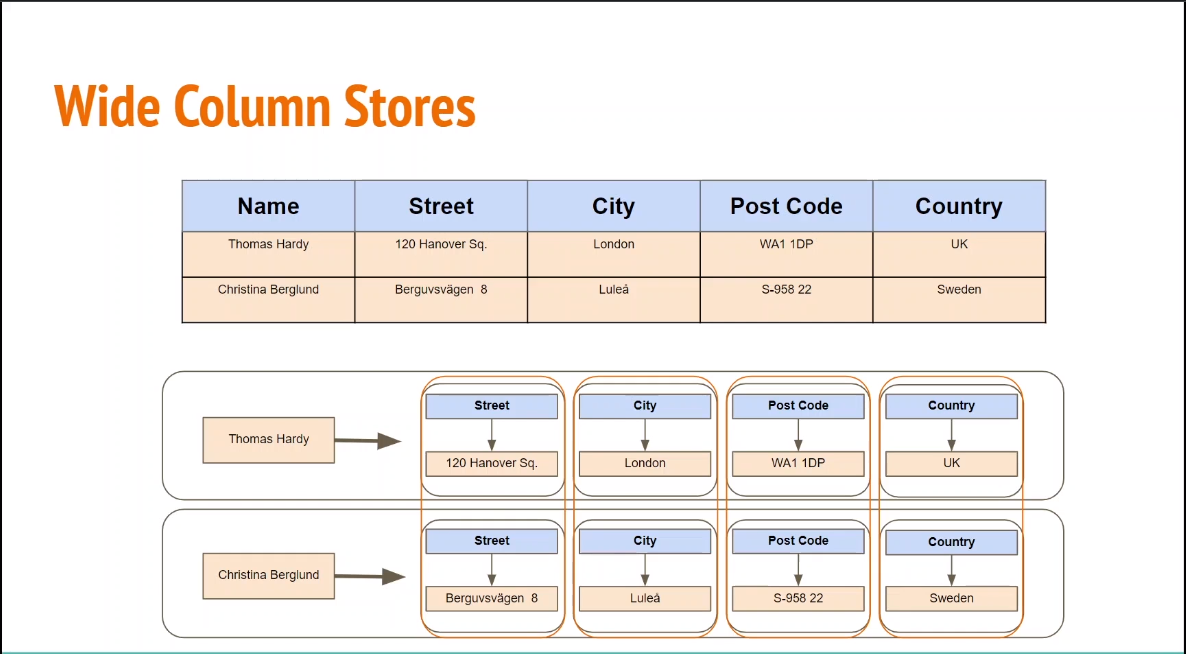 Wide Column Stores
Name Street City Post Code Country
Thomas Hardy 120 Hanover Sq. London WA1 1DP UK
Christina Berglund Berguvsvägen 8 Luleå S-958 22 Sweden
Street City Post Code Country
Thomas Hardy
120 Hanover Sq. London WA1 1DP UK
Street City Post Code Country
Christina Berglund
Berguvsvägen 8 Luleå S-958 22 Sweden